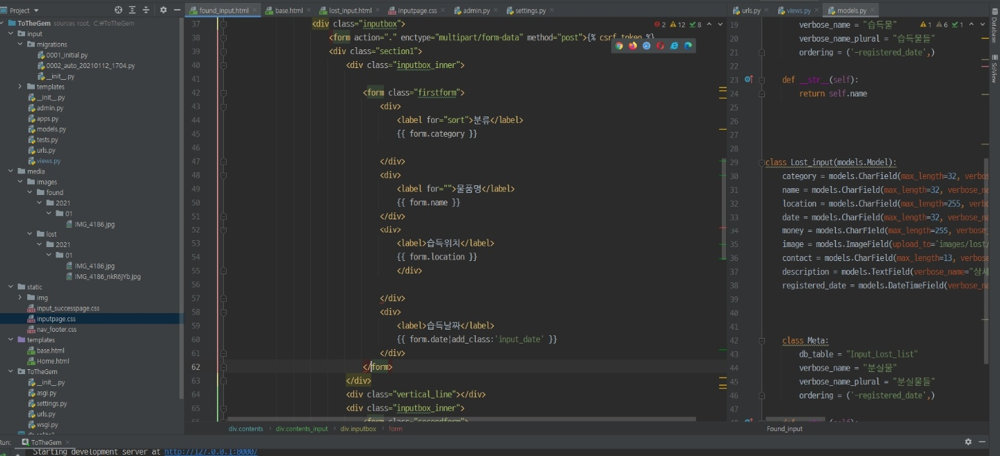 Project
ToTheGem sources root, C:#ToTheGem
input
migrations
0001_initial.py
0002_auto_20210112_1704.py
__init__.py
templates
__init__.py
admin.py
apps.py
models.py
tests.py
urls.py
views.py
media
images
found
2021
01
IMG_4186.jpg
lost
2021
01
IMG_4186.jpg
IMG_4186_nkR6JYb.jpg
static
img
input_successpage.css
inputpage.css
nav_footer.css
templates
base.html
Home.html
ToTheGem
__init__.py
asgi.py
settings.py
urls.py
wsgi.py
found_input.html
base.html
lost_input.html
inputpage.css
admin.py
settings.py
2 12 8
37 <div class="inputbox">
38 <form action="." enctype="multipart/form-data" method="post">{% csrf_token %}
39 <div class="section1">
40 <div class="inputbox_inner">
41
42 <form class="firstform">
43 <div>
44 <label for="sort">분류</label>
45 {{ form.category }}
46
47 </div>
48 <div>
49 <label for="">물품명</label>
50 {{ form.name }}
51 </div>
52 <div>
53 <label>습득위치</label>
54 {{ form.location }}
55 </div>
56
57 </div>
58 <div>
59 <label>습득날짜</label>
60 {{ form.date|add_class:'input_date' }}
61 </div>
62 </form>
63 </div>
64 <div class="vertical_line"></div>
65 <div class="inputbox_inner">
66 <form class="secondform">
div.contents
div.contents_input
div.inputbox
form
urls.py
views.py
models.py
1 6 1
19 verbose_name = "습득물"
20 verbose_name_plural = "습득물들"
21 ordering = ('-registered_date',)
22
23 def __str__(self):
24 return self.name
25
26
27
28
29 class Lost_input(models.Model):
30 category = models.CharField(max_length=32, verbos
31 name = models.CharField(max_length=32, verbose_na
32 location = models.CharField(max_length=255, verbo
33 date = models.CharField(max_length=32, verbose_na
34 money = models.CharField(max_length=255, verbose_
35 image = models.ImageField(upload_to='images/lost/
36 contact = models.CharField(max_length=13, verbose
37 description = models.TextField(verbose_name="상세
38 registered_date = models.DateTimeField(verbose_na
39
40
41
42 class Meta:
43 db_table = "Input_Lost_list"
44 verbose_name = "분실물"
45 verbose_name_plural = "분실물들"
46 ordering = ('-registered_date',)
47
Found_input
Database
SciView
Run:
ToTheGem
Starting development server at http://127.0.0.1:8000/